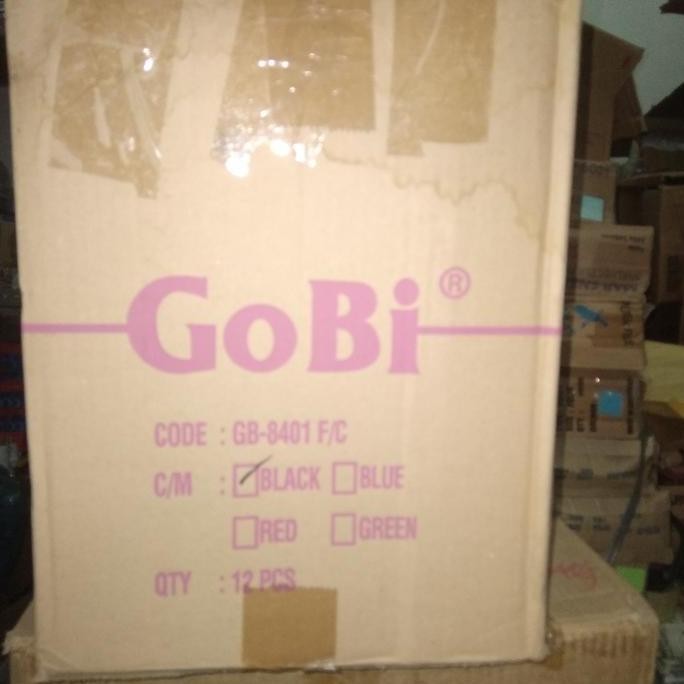 GoBi®
CODE : GB-8401 F/C
C/M : BLACK BLUE
RED GREEN
QTY : 12 PCS